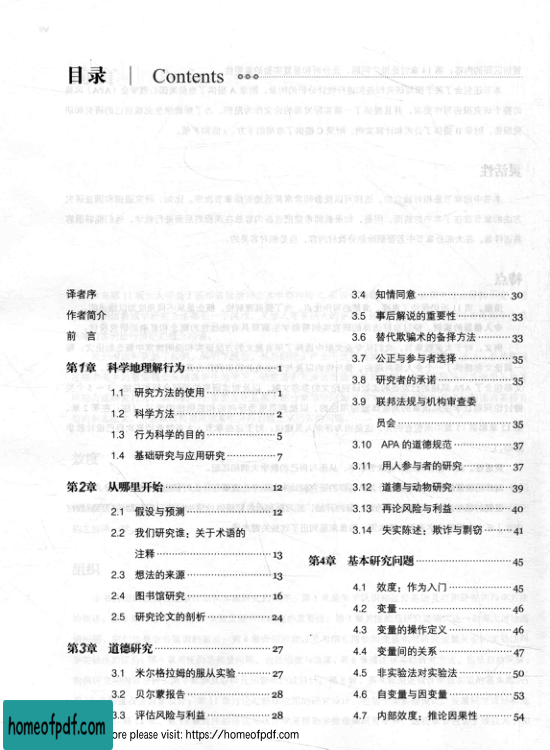 目录 | Contents
译者序
作者简介
前 言
第1章 科学地理解行为 1
1.1 研究方法的使用 1
1.2 科学方法 2
1.3 行为科学的目的 5
1.4 基础研究与应用研究 7
第2章 从哪里开始 12
2.1 假设与预测 12
2.2 我们研究谁：关于术语的
注释 13
2.3 想法的来源 13
2.4 图书馆研究 16
2.5 研究论文的剖析 24
第3章 道德研究 27
3.1 米尔格拉姆的服从实验 27
3.2 贝尔蒙报告 28
3.3 评估风险与利益 28
3.4 知情同意 30
3.5 事后解说的重要性 33
3.6 替代欺骗术的备择方法 33
3.7 公正与参与者选择 35
3.8 研究者的承诺 35
3.9 联邦法规与机构审查委
员会 35
3.10 APA 的道德规范 37
3.11 用人参与者的研究 37
3.12 道德与动物研究 39
3.13 再论风险与利益 40
3.14 失实陈述：欺诈与剽窃 41
第4章 基本研究问题 45
4.1 效度：作为入门 45
4.2 变量 46
4.3 变量的操作定义 46
4.4 变量间的关系 47
4.5 非实验法对实验法 50
4.6 自变量与因变量 53
4.7 内部效度：推论因果性 54
homeofpdf.com
ore please visit: https://homeofpdf.com